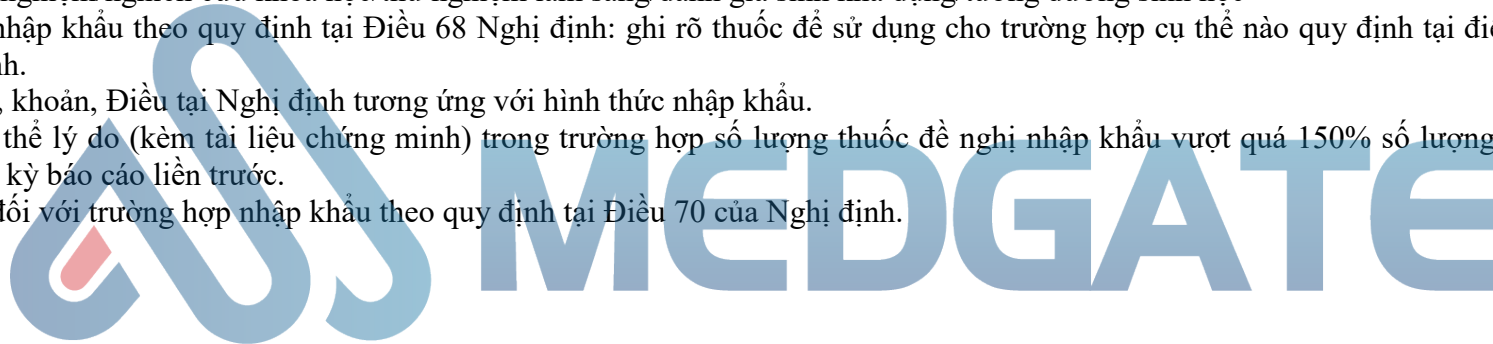 nhập khẩu theo quy định tại Điều 68 Nghị định: ghi rõ thuốc để sử dụng cho trường hợp cụ thể nào quy định tại
, khoản, Điều tại Nghị định tương ứng với hình thức nhập khẩu.
thể lý do (kèm tài liệu chứng minh) trong trường hợp số lượng thuốc đề nghị nhập khẩu vượt quá 150% số lượng
kỳ báo cáo liền trước.
đối với trường hợp nhập khẩu theo quy định tại Điều 70 của Nghị định.
MEDGATE